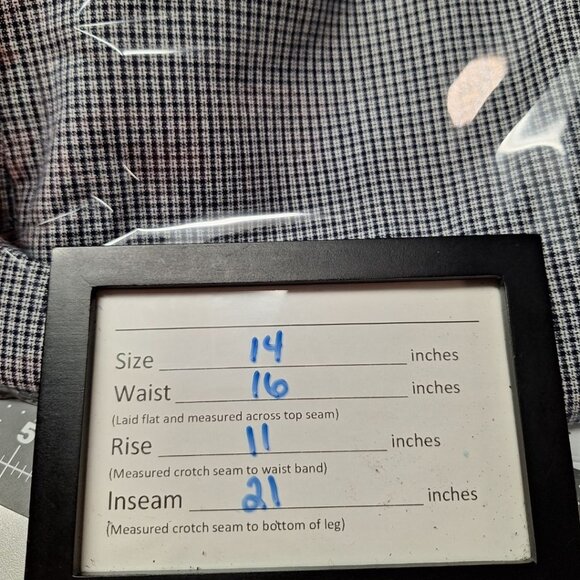 Size 14 inches
Waist 16 inches
(Laid flat and measured across top seam)
Rise 11 inches
(Measured crotch seam to waist band)
Inseam 21 inches
(Measured crotch seam to bottom of leg)
5